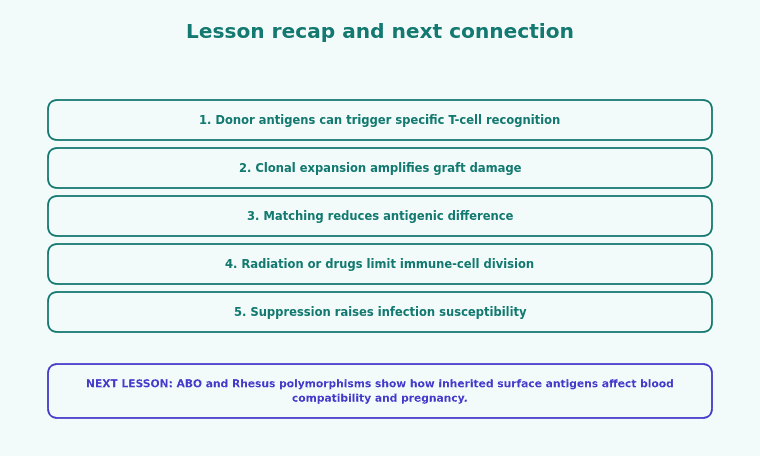 Lesson recap and next connection
1. Donor antigens can trigger specific T-cell recognition
2. Clonal expansion amplifies graft damage
3. Matching reduces antigenic difference
4. Radiation or drugs limit immune-cell division
5. Suppression raises infection susceptibility
NEXT LESSON: ABO and Rhesus polymorphisms show how inherited surface antigens affect blood
compatibility and pregnancy.